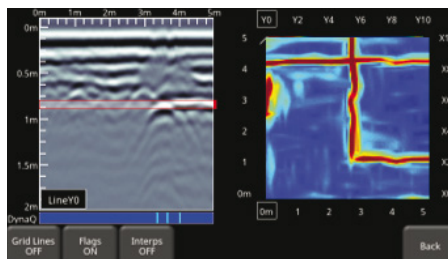 0m 1m 2m 3m 4m 5m
0m
0.5m
1m
1.5m
2m
LineY0
DynaQ
Y0 Y2 Y4 Y6 Y8 Y10
5
4
3
2
1
0m
0m 1 2 3 4 5
Grid Lines
OFF
Flags
ON
Interps
OFF
Back